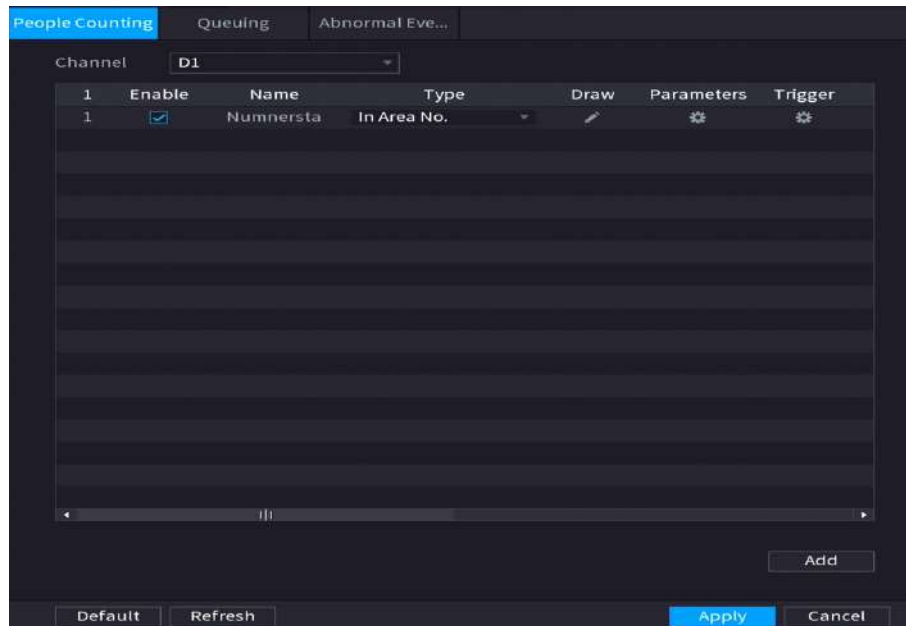 People Counting Queuing Abnormal Eve...
Channel D1
1 Enable Name Type Draw Parameters Trigger
1 Numnersta In Area No.
Add
Default Refresh Apply Cancel